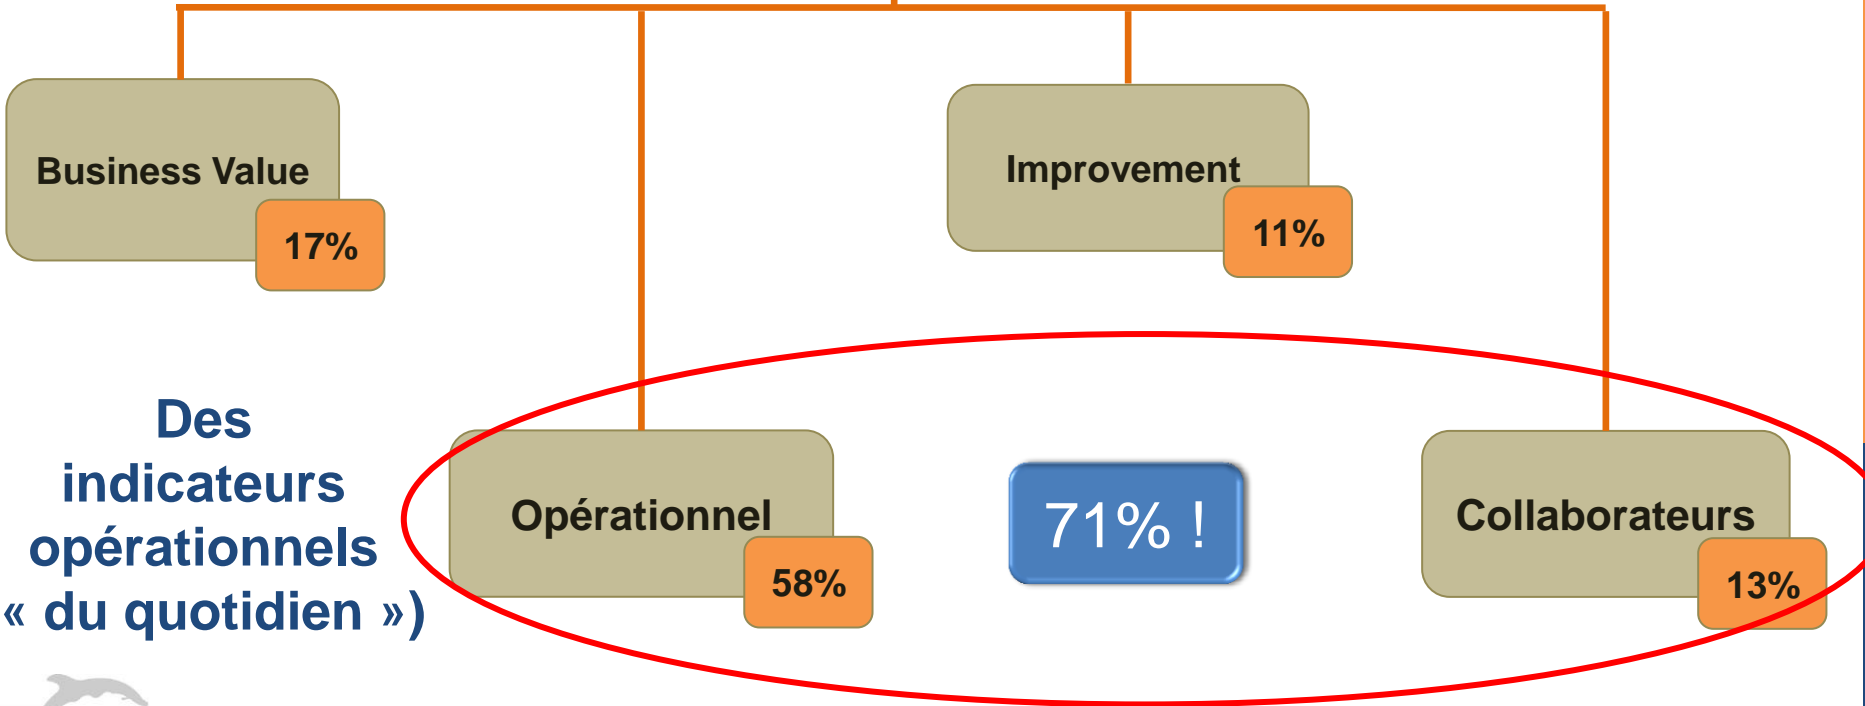 Business Value
17%
Improvement
11%
Des
indicateurs
opérationnels
« du quotidien »)
Opérationnel
58%
71% !
Collaborateurs
13%